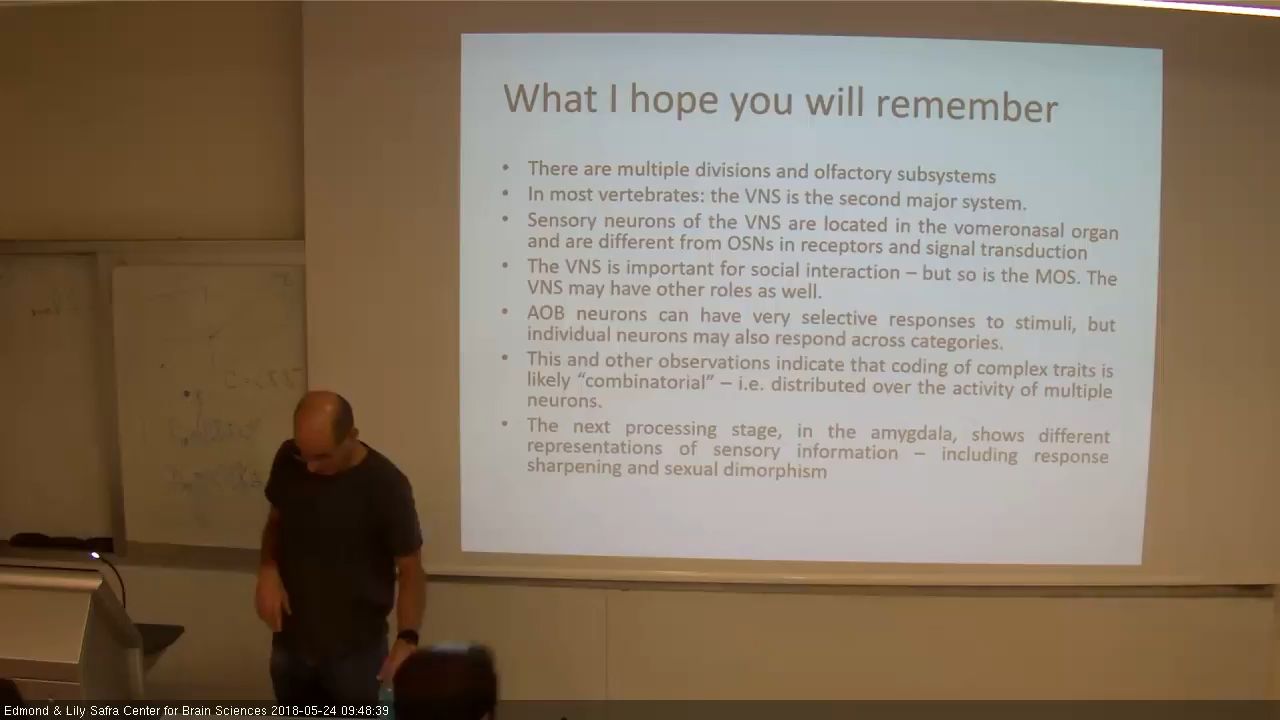 What I hope you will remember
• There are multiple divisions and olfactory subsystems
• In most vertebrates: the VNS is the second major system.
• Sensory neurons of the VNS are located in the vomeronasal organ
and are different from OSNs in receptors and signal transduction
• The VNS is important for social interaction – but so is the MOS. The
VNS may have other roles as well.
• AOB neurons can have very selective responses to stimuli, but
individual neurons may also respond across categories.
• This and other observations indicate that coding of complex traits is
likely “combinatorial” – i.e. distributed over the activity of multiple
neurons.
• The next processing stage, in the amygdala, shows different
representations of sensory information – including response
sharpening and sexual dimorphism
Edmond & Lily Safra Center for Brain Sciences 2018-05-24 09:48:39